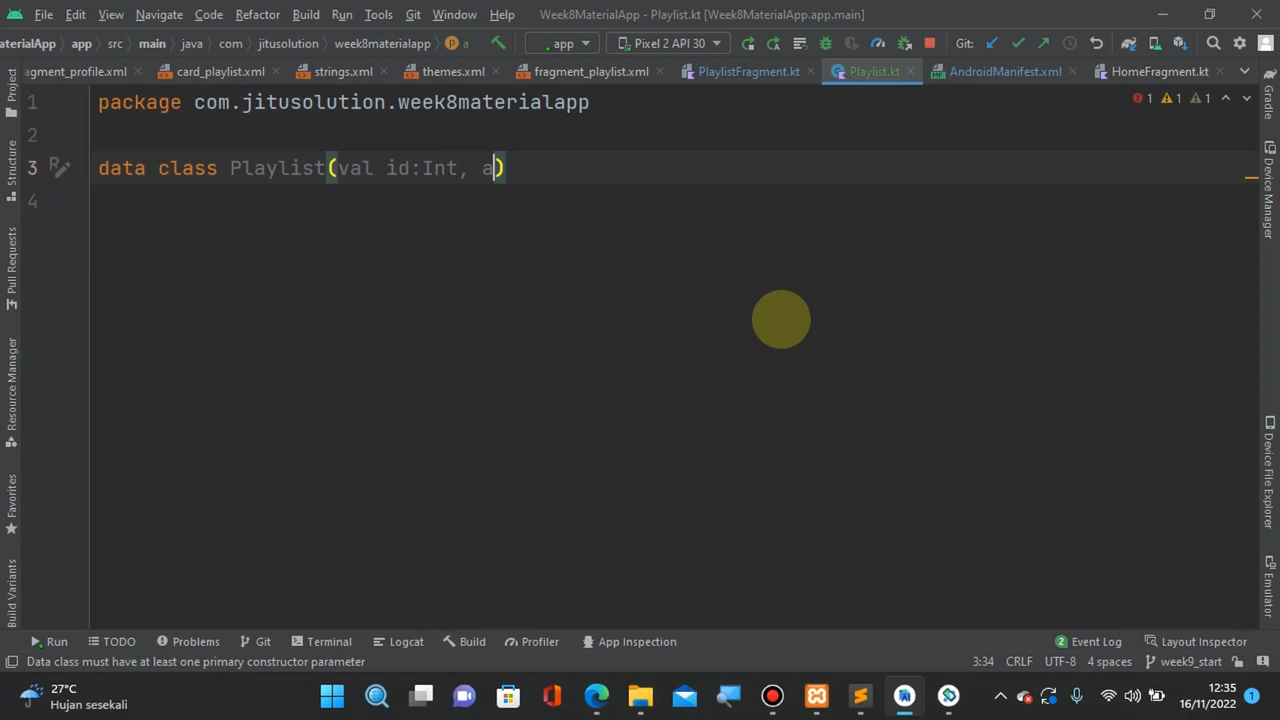 File Edit View Navigate Code Refactor Build Run Tools Git Window Help Week8MaterialApp - Playlist.kt [Week8MaterialApp.app.main]
aterialApp app src main java com jitusolution week8materialapp a app Pixel 2 API 30 Git:
agment_profile.xml card_playlist.xml strings.xml themes.xml fragment_playlist.xml PlaylistFragment.kt Playlist.kt AndroidManifest.xml HomeFragment.kt
1 package com.jitusolution.week8materialapp
1 1 1
2
3 data class Playlist(val id:Int, a)
4
Project
Structure
Pull Requests
Resource Manager
Favorites
Build Variants
Gradle
Device Manager
Device File Explorer
Emulator
Run TODO Problems Git Terminal Logcat Build Profiler App Inspection 2 Event Log Layout Inspector
Data class must have at least one primary constructor parameter 3:34 CRLF UTF-8 4 spaces week9_start
27°C
Hujan sesekali
12:35
16/11/2022
1